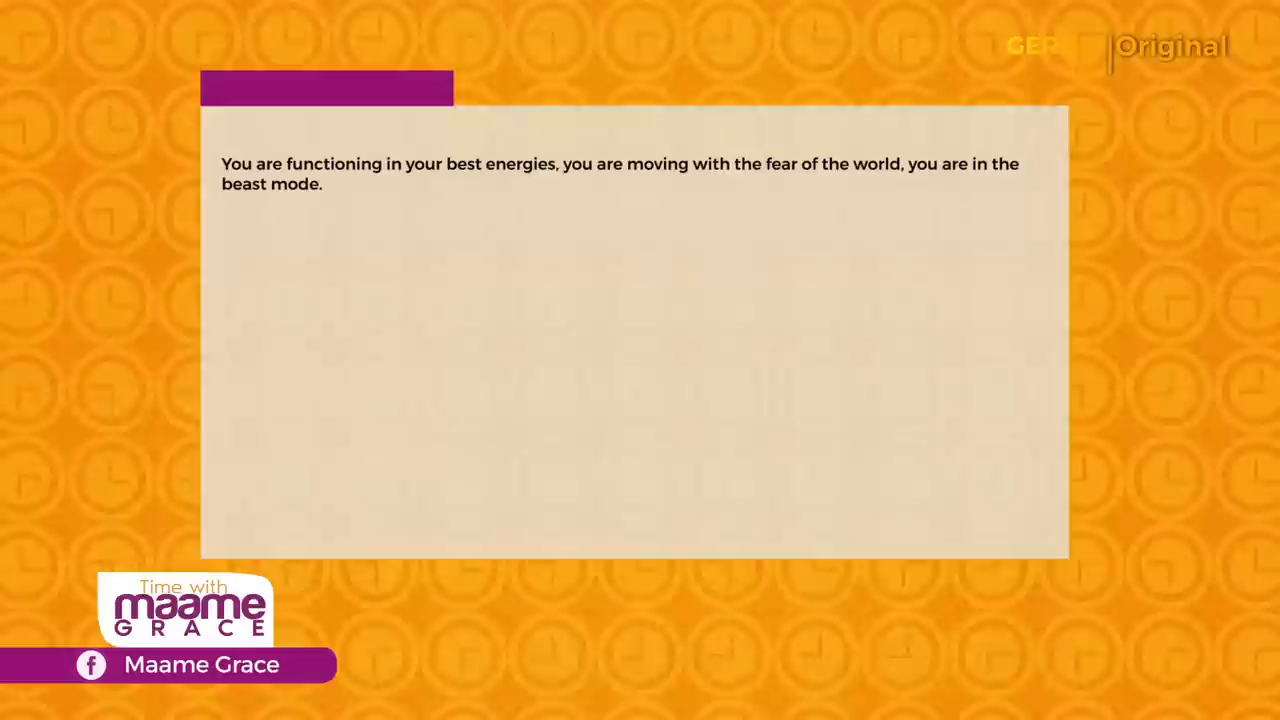 GER |Original
You are functioning in your best energies, you are moving with the fear of the world, you are in the
beast mode.
Time with
maame
GRACE
f Maame Grace